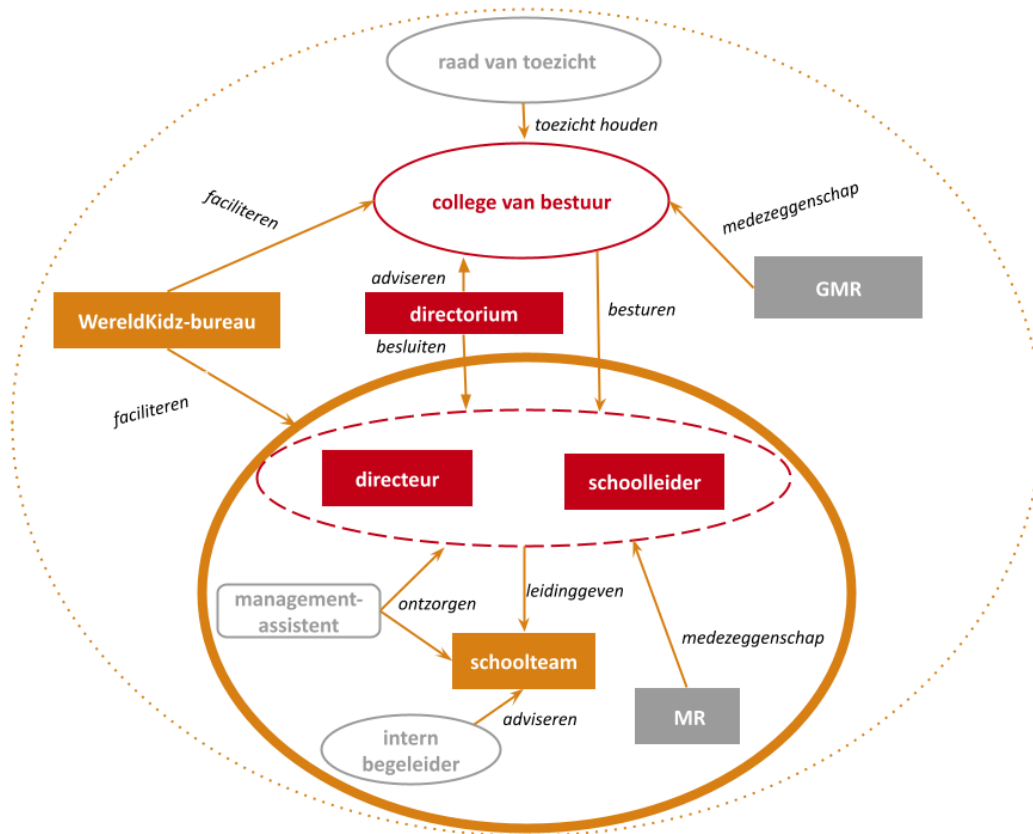 raad van toezicht
toezicht houden
faciliteren
college van bestuur
medezeggenschap
adviseren
GMR
WereldKidz-bureau
directorium
besturen
besluiten
faciliteren
directeur
schoolleider
management-
assistent
ontzorgen
leidinggeven
medezeggenschap
schoolteam
adviseren
MR
intern
begeleider